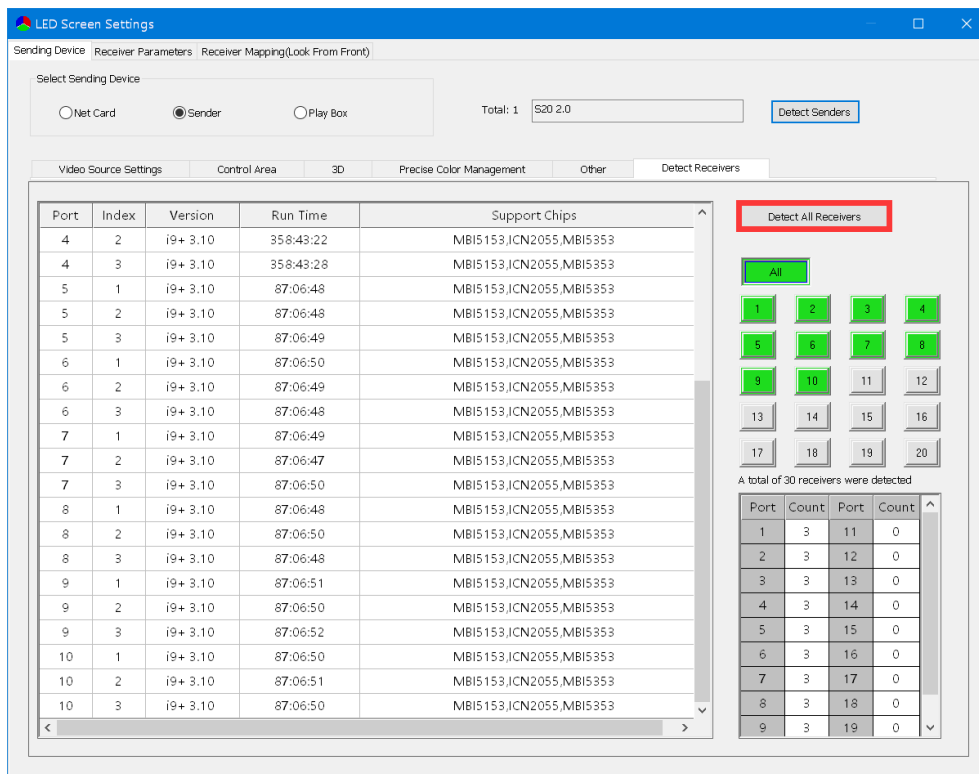 LED Screen Settings
Sending Device Receiver Parameters Receiver Mapping(Look From Front)
Select Sending Device
Net Card Sender Play Box Total: 1 S20 2.0 Detect Senders
Video Source Settings Control Area 3D Precise Color Management Other Detect Receivers
Port Index Version Run Time Support Chips
4 2 i9+ 3.10 358:43:22 MBI5153,ICN2055,MBI5353
4 3 i9+ 3.10 358:43:28 MBI5153,ICN2055,MBI5353
5 1 i9+ 3.10 87:06:48 MBI5153,ICN2055,MBI5353
5 2 i9+ 3.10 87:06:48 MBI5153,ICN2055,MBI5353
5 3 i9+ 3.10 87:06:49 MBI5153,ICN2055,MBI5353
6 1 i9+ 3.10 87:06:50 MBI5153,ICN2055,MBI5353
6 2 i9+ 3.10 87:06:49 MBI5153,ICN2055,MBI5353
6 3 i9+ 3.10 87:06:48 MBI5153,ICN2055,MBI5353
7 1 i9+ 3.10 87:06:49 MBI5153,ICN2055,MBI5353
7 2 i9+ 3.10 87:06:47 MBI5153,ICN2055,MBI5353
7 3 i9+ 3.10 87:06:50 MBI5153,ICN2055,MBI5353
8 1 i9+ 3.10 87:06:48 MBI5153,ICN2055,MBI5353
8 2 i9+ 3.10 87:06:50 MBI5153,ICN2055,MBI5353
8 3 i9+ 3.10 87:06:48 MBI5153,ICN2055,MBI5353
9 1 i9+ 3.10 87:06:51 MBI5153,ICN2055,MBI5353
9 2 i9+ 3.10 87:06:50 MBI5153,ICN2055,MBI5353
9 3 i9+ 3.10 87:06:52 MBI5153,ICN2055,MBI5353
10 1 i9+ 3.10 87:06:50 MBI5153,ICN2055,MBI5353
10 2 i9+ 3.10 87:06:51 MBI5153,ICN2055,MBI5353
10 3 i9+ 3.10 87:06:50 MBI5153,ICN2055,MBI5353
Detect All Receivers
All
1 2 3 4
5 6 7 8
9 10 11 12
13 14 15 16
17 18 19 20
A total of 30 receivers were detected
Port Count Port Count
1 3 11 0
2 3 12 0
3 3 13 0
4 3 14 0
5 3 15 0
6 3 16 0
7 3 17 0
8 3 18 0
9 3 19 0